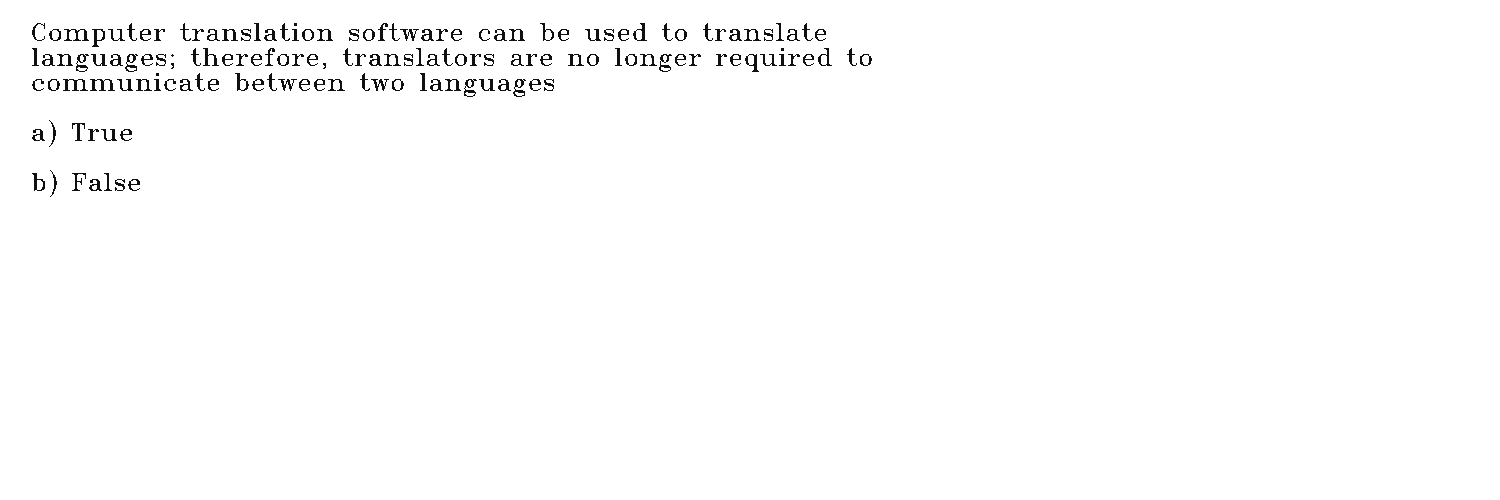 Computer translation software can be used to translate
languages; therefore, translators are no longer required to
communicate between two languages
a) True
b) False